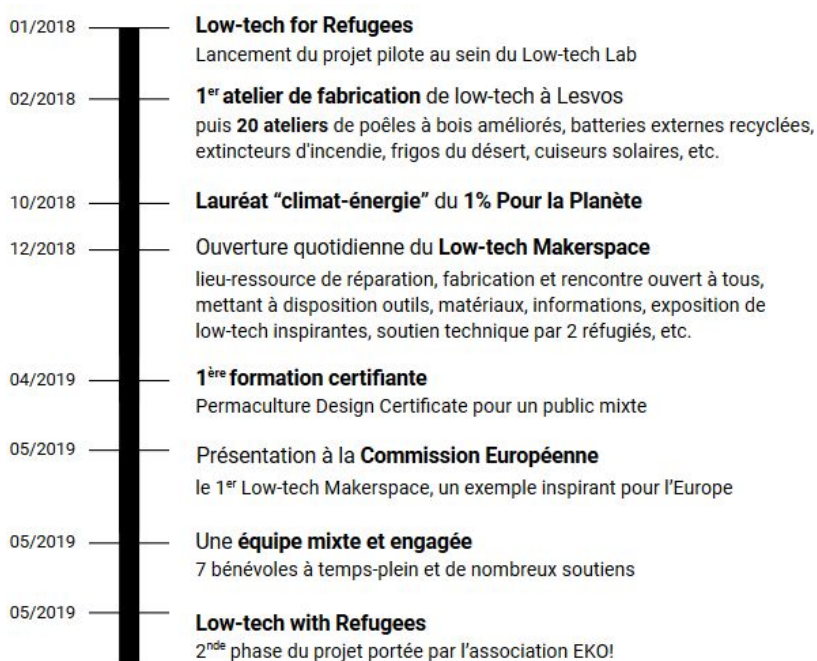 01/2018
Low-tech for Refugees
Lancement du projet pilote au sein du Low-tech Lab
02/2018
1er atelier de fabrication de low-tech à Lesvos
puis 20 ateliers de poêles à bois améliorés, batteries externes recyclées,
extincteurs d'incendie, frigos du désert, cuiseurs solaires, etc.
10/2018
Lauréat “climat-énergie” du 1% Pour la Planète
12/2018
Ouverture quotidienne du Low-tech Makerspace
lieu-ressource de réparation, fabrication et rencontre ouvert à tous,
mettant à disposition outils, matériaux, informations, exposition de
low-tech inspirantes, soutien technique par 2 réfugiés, etc.
04/2019
1ère formation certifiante
Permaculture Design Certificate pour un public mixte
05/2019
Présentation à la Commission Européenne
le 1er Low-tech Makerspace, un exemple inspirant pour l’Europe
05/2019
Une équipe mixte et engagée
7 bénévoles à temps-plein et de nombreux soutiens
05/2019
Low-tech with Refugees
2nde phase du projet portée par l’association EKO!